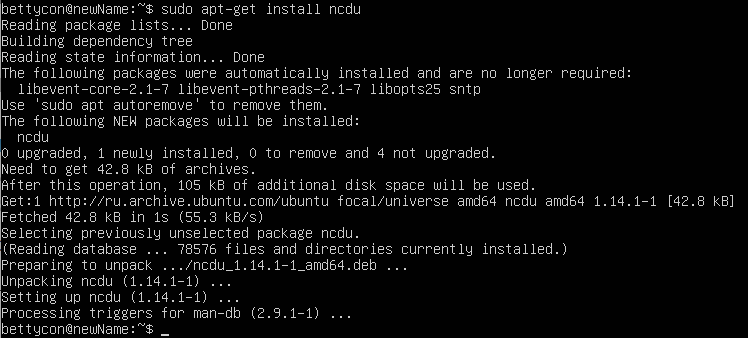 bettycon@newName:~$ sudo apt-get install ncdu
Reading package lists... Done
Building dependency tree
Reading state information... Done
The following packages were automatically installed and are no longer required:
  libevent-core-2.1-7 libevent-pthreads-2.1-7 libopts25 sntp
Use 'sudo apt autoremove' to remove them.
The following NEW packages will be installed:
  ncdu
0 upgraded, 1 newly installed, 0 to remove and 4 not upgraded.
Need to get 42.8 kB of archives.
After this operation, 105 kB of additional disk space will be used.
Get:1 http://ru.archive.ubuntu.com/ubuntu focal/universe amd64 ncdu amd64 1.14.1-1 [42.8 kB]
Fetched 42.8 kB in 1s (55.3 kB/s)
Selecting previously unselected package ncdu.
(Reading database ... 78576 files and directories currently installed.)
Preparing to unpack .../ncdu_1.14.1-1_amd64.deb ...
Unpacking ncdu (1.14.1-1) ...
Setting up ncdu (1.14.1-1) ...
Processing triggers for man-db (2.9.1-1) ...
bettycon@newName:~$ _